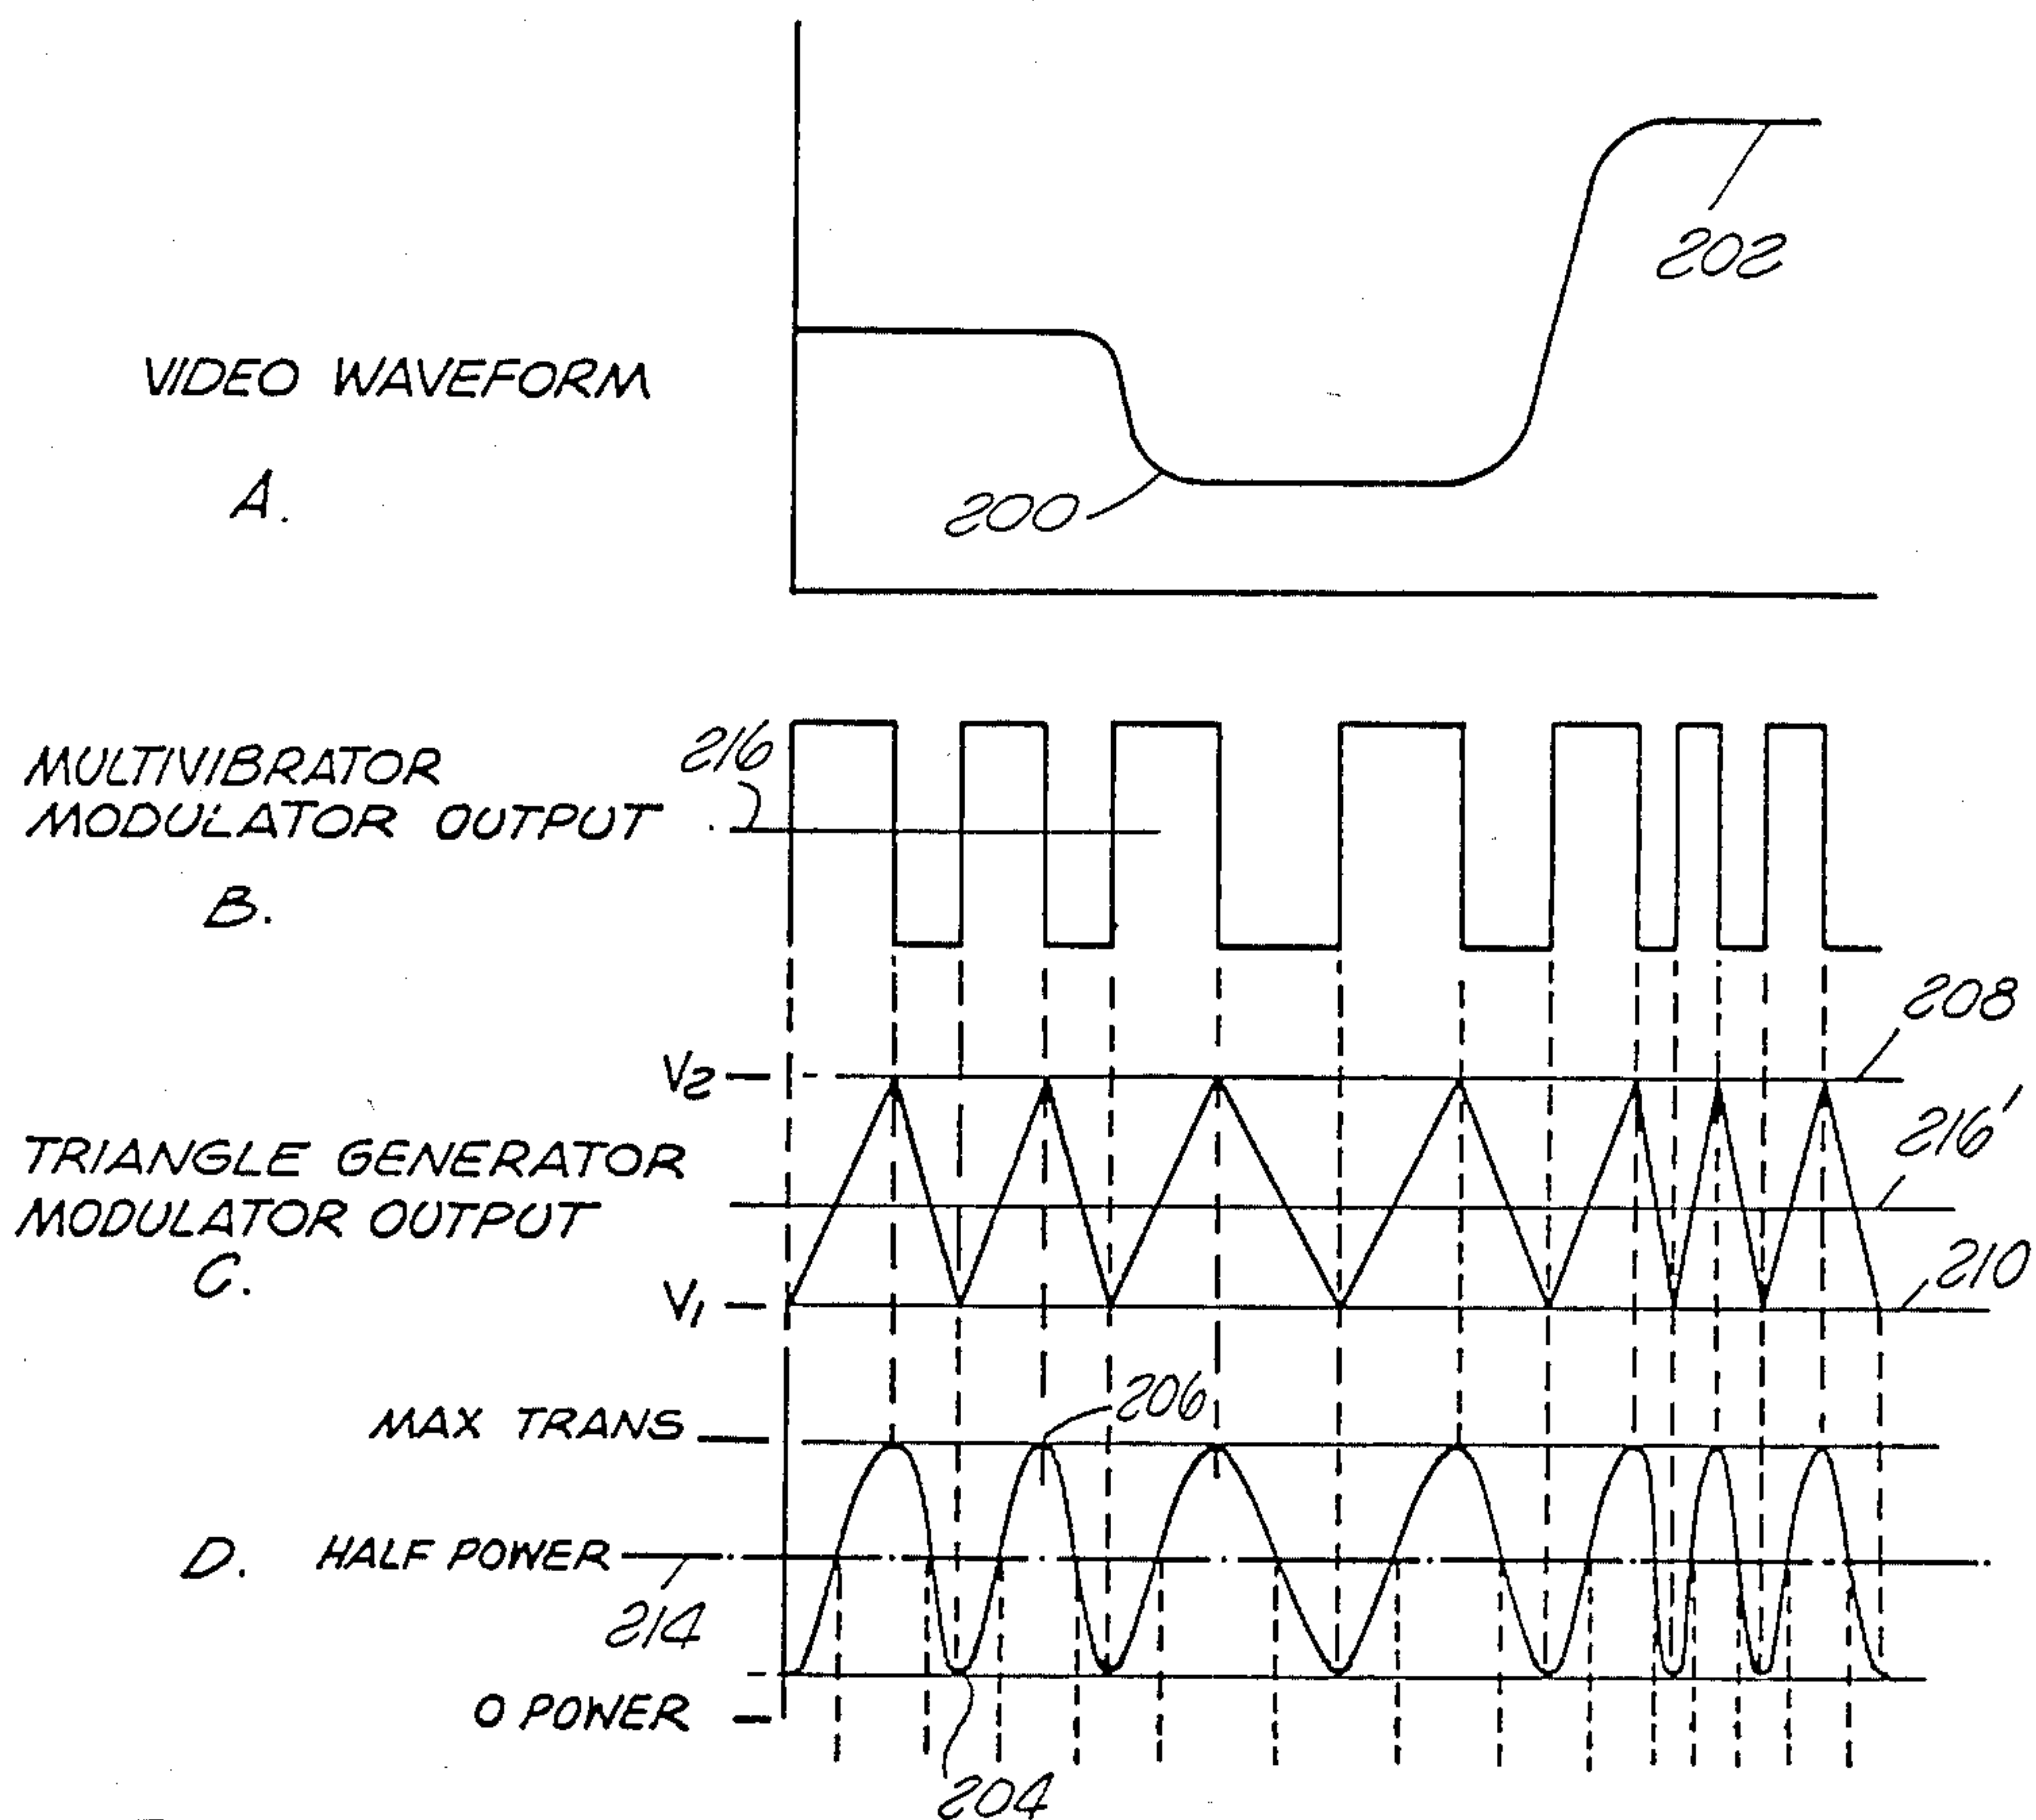 202
VIDEO WAVEFORM
A.
200
MULTIVIBRATOR
MODULATOR OUTPUT
216
B.
208
V2
216'
TRIANGLE GENERATOR
MODULATOR OUTPUT
C.
210
V1
206
MAX TRANS
D. HALF POWER
214
O POWER
204